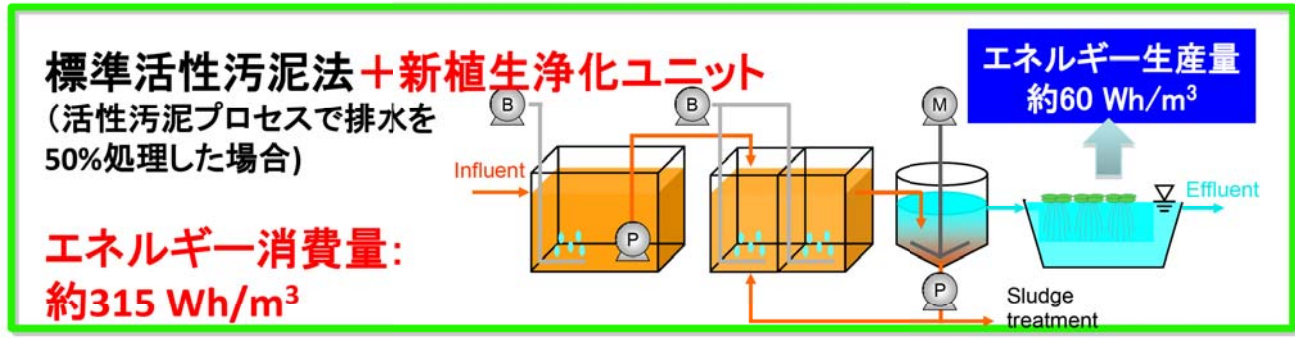 標準活性汚泥法+新植生浄化ユニット
(活性汚泥プロセスで排水を
50%処理した場合)
エネルギー消費量:
約315 Wh/m³
エネルギー生産量
約60 Wh/m³
B
B
M
Influent
P
Effluent
P
Sludge
treatment